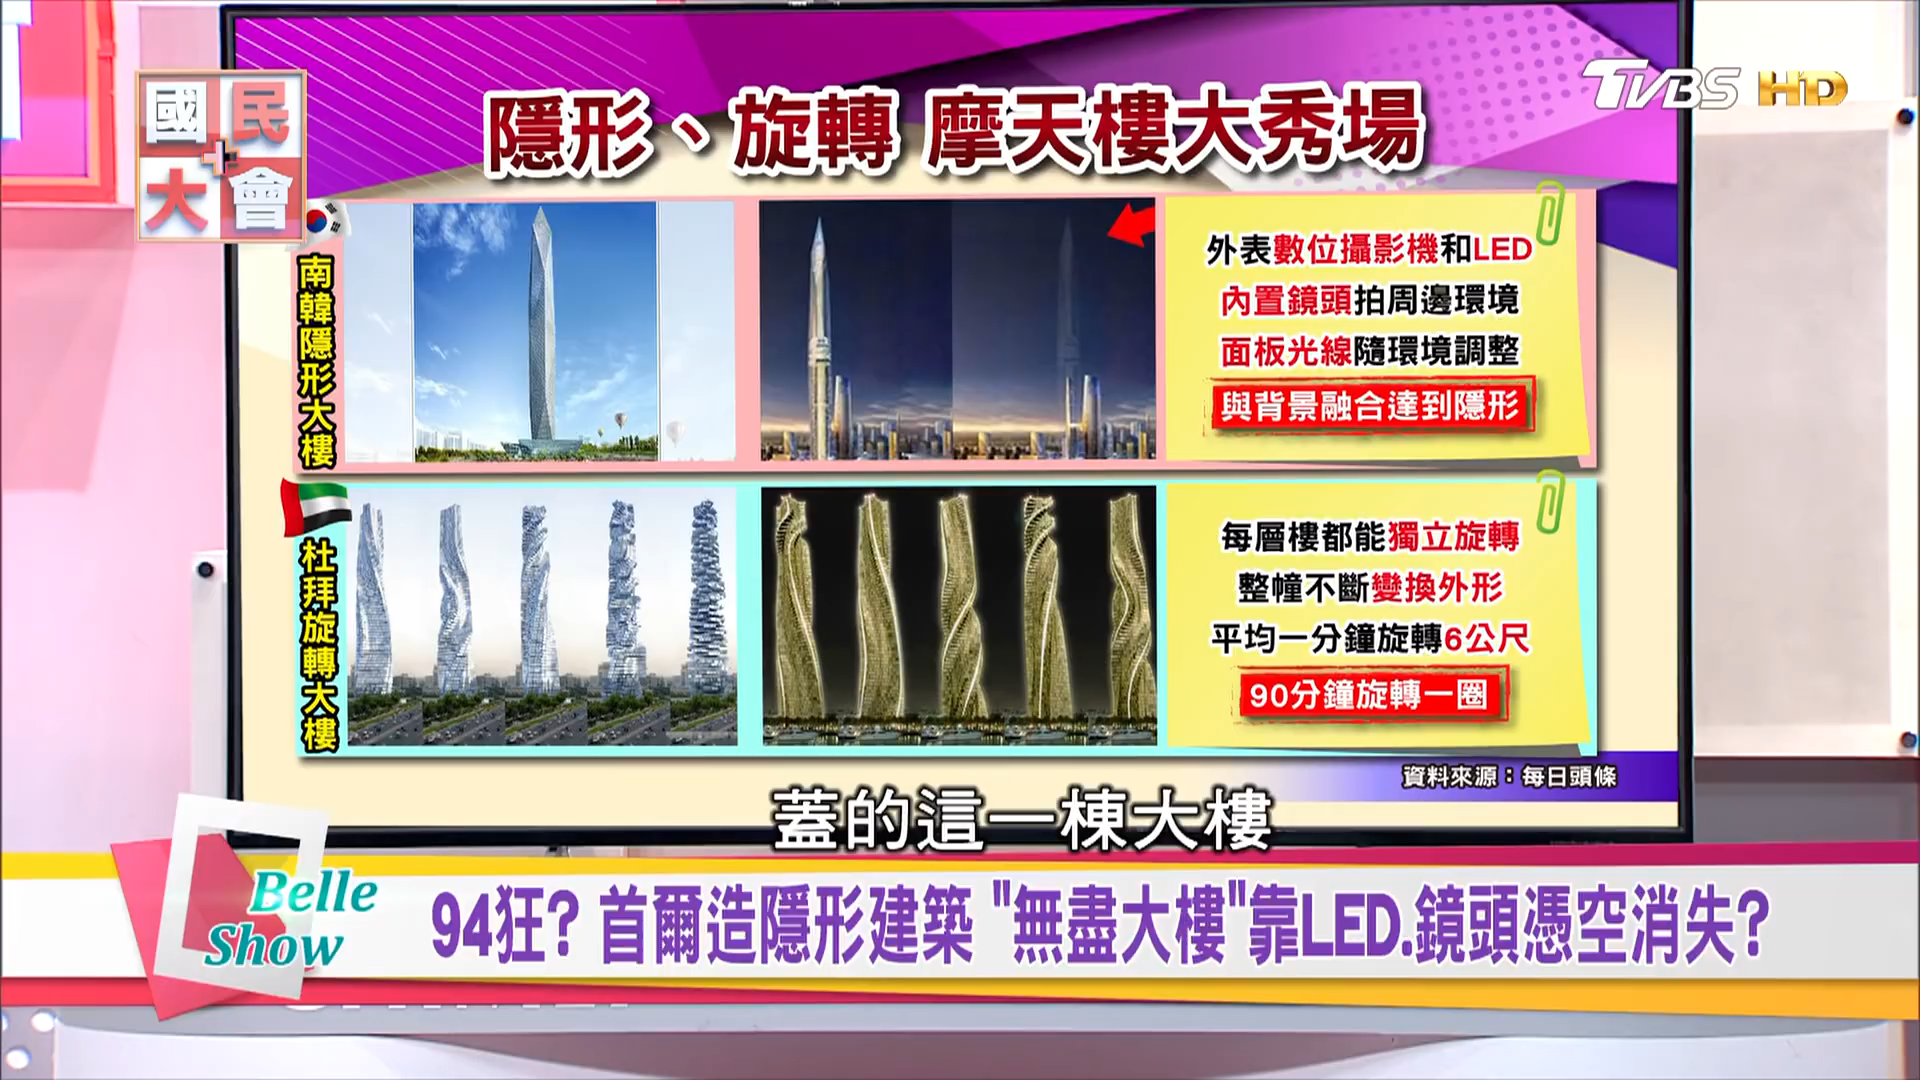 國民大會
TVBS HD
隱形、旋轉 摩天樓大秀場
南韓隱形大樓
外表數位攝影機和LED
內置鏡頭拍周邊環境
面板光線隨環境調整
與背景融合達到隱形
杜拜旋轉大樓
每層樓都能獨立旋轉
整幢不斷變換外形
平均一分鐘旋轉6公尺
90分鐘旋轉一圈
資料來源：每日頭條
蓋的這一棟大樓
Belle Show
94狂? 首爾造隱形建築 "無盡大樓"靠LED.鏡頭憑空消失?